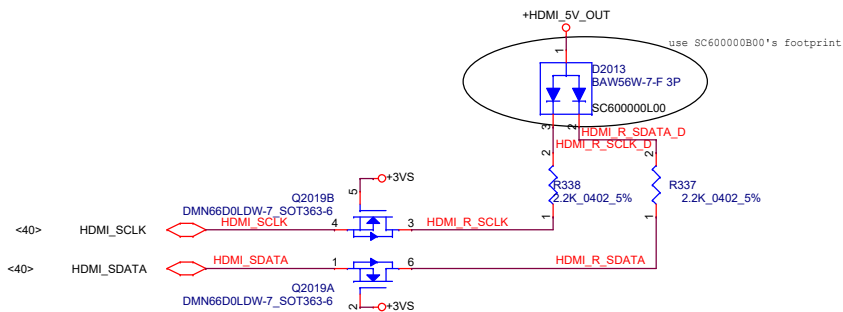 +HDMI_5V_OUT
use SC600000B00's footprint
1
D2013
BAW56W-7-F 3P
SC600000L00
3
2
HDMI_R_SDATA_D
HDMI_R_SCLK_D
2
2
R338
2.2K_0402_5%
R337
2.2K_0402_5%
1
1
+3VS
5
Q2019B
DMN66D0LDW-7_SOT363-6
<40>
HDMI_SCLK
HDMI_SCLK
4
3
HDMI_R_SCLK
<40>
HDMI_SDATA
HDMI_SDATA
1
6
HDMI_R_SDATA
Q2019A
DMN66D0LDW-7_SOT363-6
2
+3VS